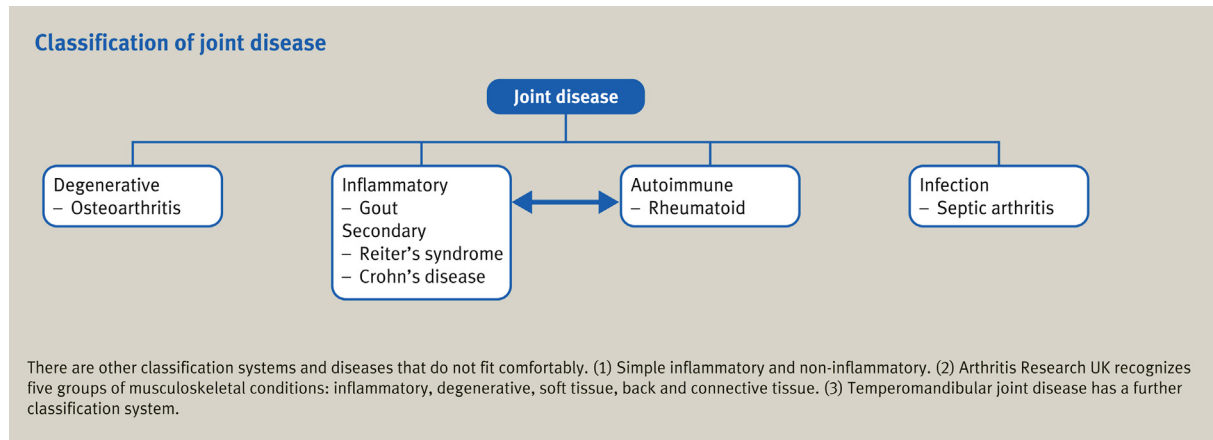 Classification of joint disease
Joint disease
Degenerative
– Osteoarthritis
Inflammatory
– Gout
Secondary
– Reiter's syndrome
– Crohn's disease
Autoimmune
– Rheumatoid
Infection
– Septic arthritis
There are other classification systems and diseases that do not fit comfortably. (1) Simple inflammatory and non-inflammatory. (2) Arthritis Research UK recognizes
five groups of musculoskeletal conditions: inflammatory, degenerative, soft tissue, back and connective tissue. (3) Temperomandibular joint disease has a further
classification system.